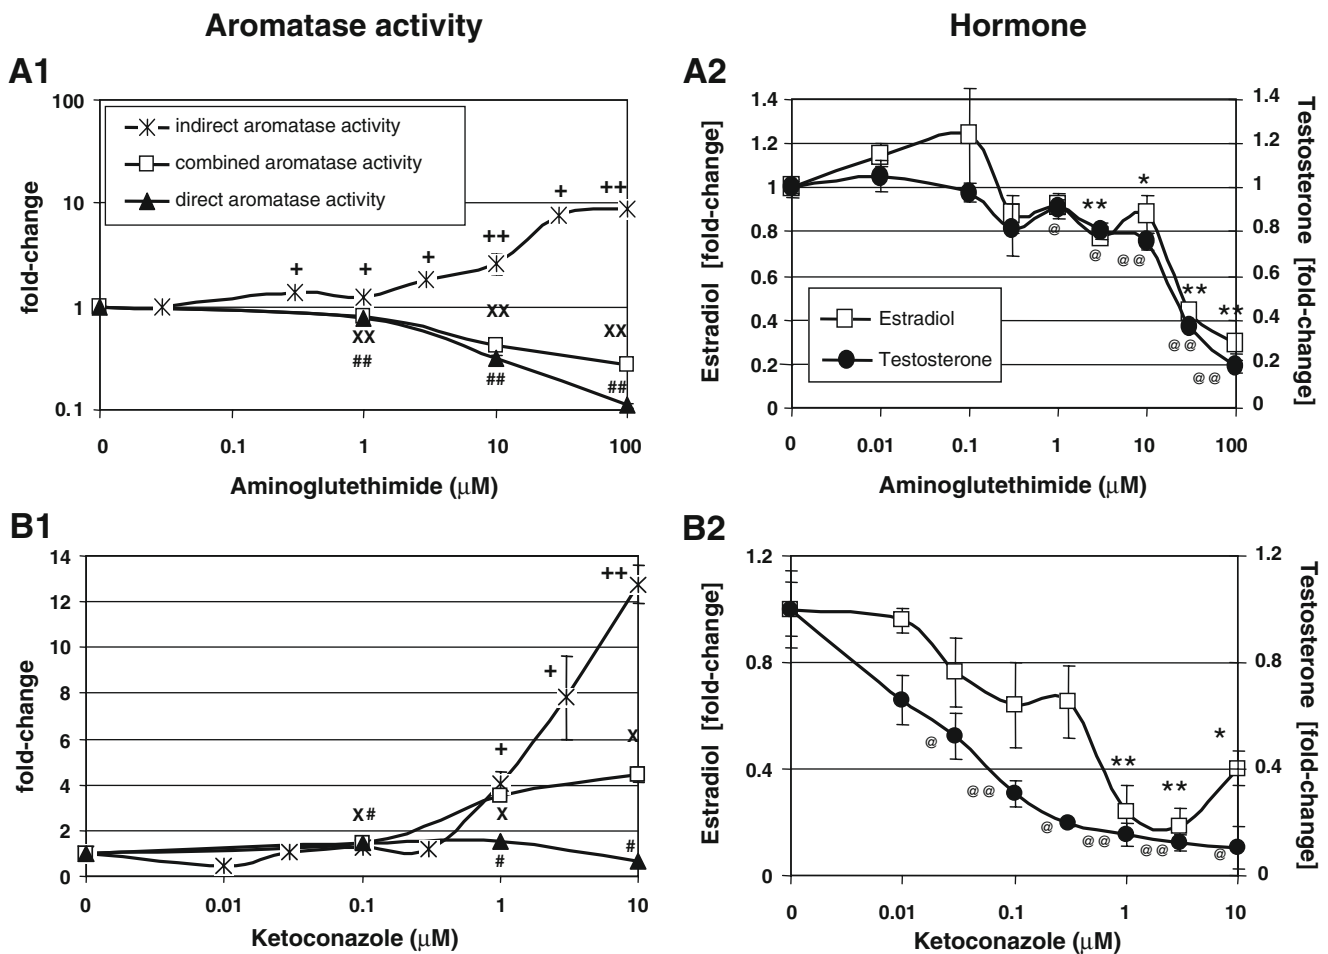 Aromatase activity
Hormone
A1
100
10
1
0.1
fold-change
indirect aromatase activity
combined aromatase activity
direct aromatase activity
+
+
+
++
+
++
XX
XX
XX
##
##
##
0 0.1 1 10 100
Aminoglutethimide (μM)
A2
1.4
1.2
1
0.8
0.6
0.4
0.2
0
Estradiol [fold-change]
Estradiol
Testosterone
**
*
**
**
@
@
@@
@@
@@
1.4
1.2
1
0.8
0.6
0.4
0.2
0
Testosterone [fold-change]
0 0.01 0.1 1 10 100
Aminoglutethimide (μM)
B1
14
12
10
8
6
4
2
0
fold-change
++
+
+
X
X#
X
#
#
0 0.01 0.1 1 10
Ketoconazole (μM)
B2
1.2
0.8
0.4
0
Estradiol [fold-change]
**
**
*
@
@@
@
@@
@@
@
1.2
0.8
0.4
0
Testosterone [fold-change]
0 0.01 0.1 1 10
Ketoconazole (μM)